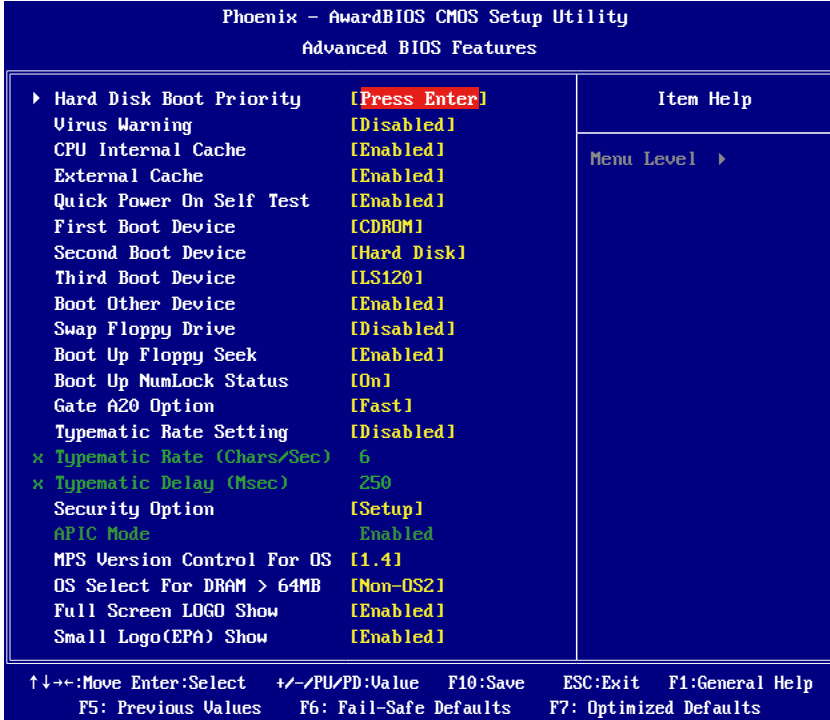 Phoenix - AwardBIOS CMOS Setup Utility
Advanced BIOS Features
▸ Hard Disk Boot Priority [Press Enter]
Virus Warning [Disabled]
CPU Internal Cache [Enabled]
External Cache [Enabled]
Quick Power On Self Test [Enabled]
First Boot Device [CDROM]
Second Boot Device [Hard Disk]
Third Boot Device [LS120]
Boot Other Device [Enabled]
Swap Floppy Drive [Disabled]
Boot Up Floppy Seek [Enabled]
Boot Up NumLock Status [On]
Gate A20 Option [Fast]
Typematic Rate Setting [Disabled]
x Typematic Rate (Chars/Sec) 6
x Typematic Delay (Msec) 250
Security Option [Setup]
APIC Mode Enabled
MPS Version Control For OS [1.4]
OS Select For DRAM > 64MB [Non-OS2]
Full Screen LOGO Show [Enabled]
Small Logo(EPA) Show [Enabled]
Item Help
Menu Level ▸
↑↓→←:Move Enter:Select +/-/PU/PD:Value F10:Save ESC:Exit F1:General Help
F5: Previous Values F6: Fail-Safe Defaults F7: Optimized Defaults